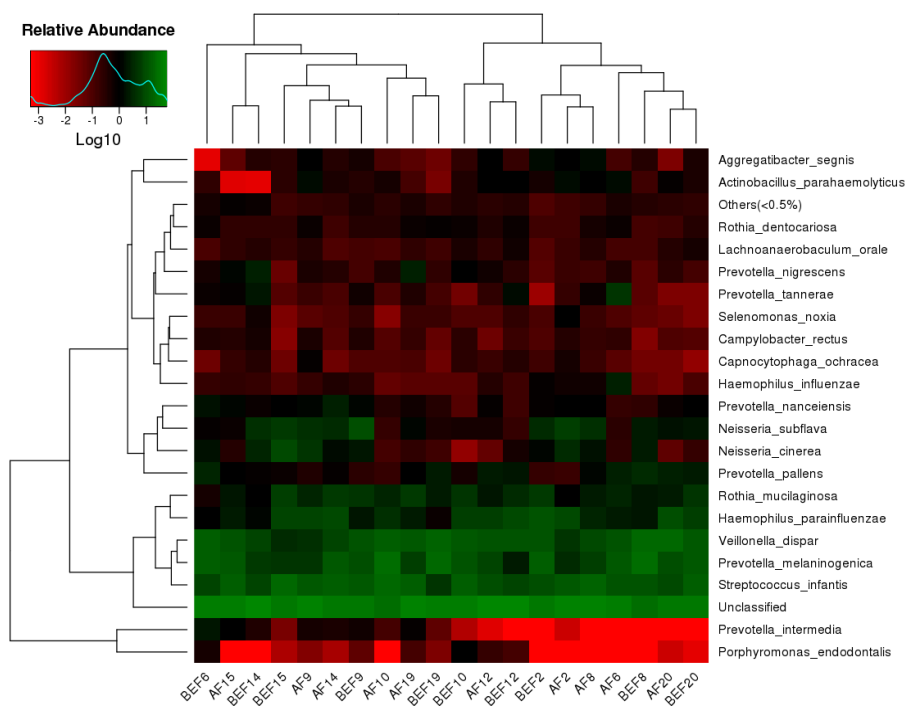 Relative Abundance
-3 -2 -1 0 1
Log10
Aggregatibacter_segnis
Actinobacillus_parahaemolyticus
Others(<0.5%)
Rothia_dentocariosa
Lachnoanaerobaculum_orale
Prevotella_nigrescens
Prevotella_tannerae
Selenomonas_noxia
Campylobacter_rectus
Capnocytophaga_ochracea
Haemophilus_influenzae
Prevotella_nanceiensis
Neisseria_subflava
Neisseria_cinerea
Prevotella_pallens
Rothia_mucilaginosa
Haemophilus_parainfluenzae
Veillonella_dispar
Prevotella_melaninogenica
Streptococcus_infantis
Unclassified
Prevotella_intermedia
Porphyromonas_endodontalis
BEF6 AF15 BEF14 BEF15 AF9 AF14 BEF9 AF10 AF19 BEF19 BEF10 AF12 BEF12 BEF2 AF2 AF8 AF6 BEF8 AF20 BEF20